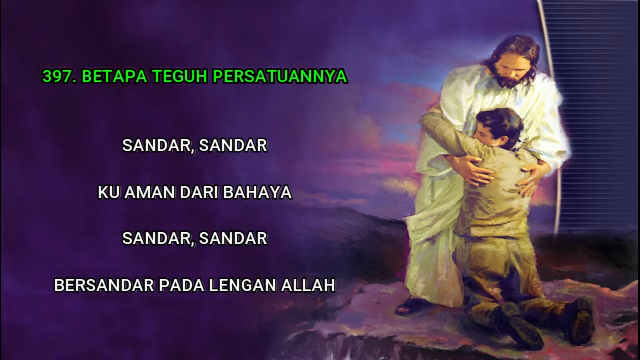 397. BETAPA TEGUH PERSATUANNYA
SANDAR, SANDAR
KU AMAN DARI BAHAYA
SANDAR, SANDAR
BERSANDAR PADA LENGAN ALLAH